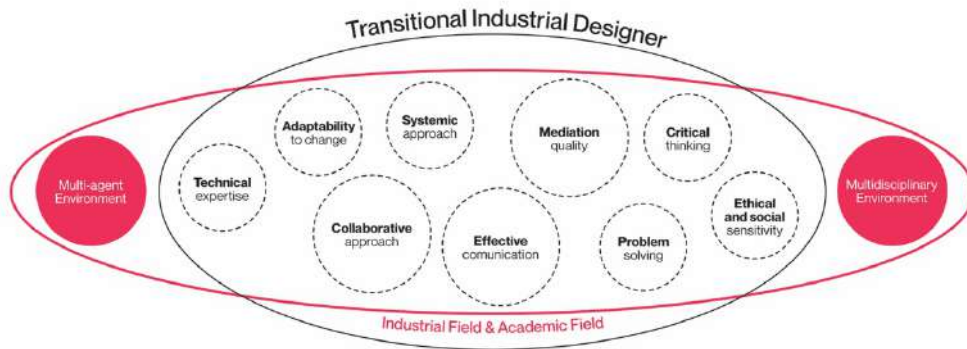 Transitional Industrial Designer
Multi-agent
Environment
Technical
expertise
Adaptability
to change
Systemic
approach
Collaborative
approach
Effective
comunication
Mediation
quality
Critical
thinking
Problem
solving
Ethical
and social
sensitivity
Multidisciplinary
Environment
Industrial Field & Academic Field